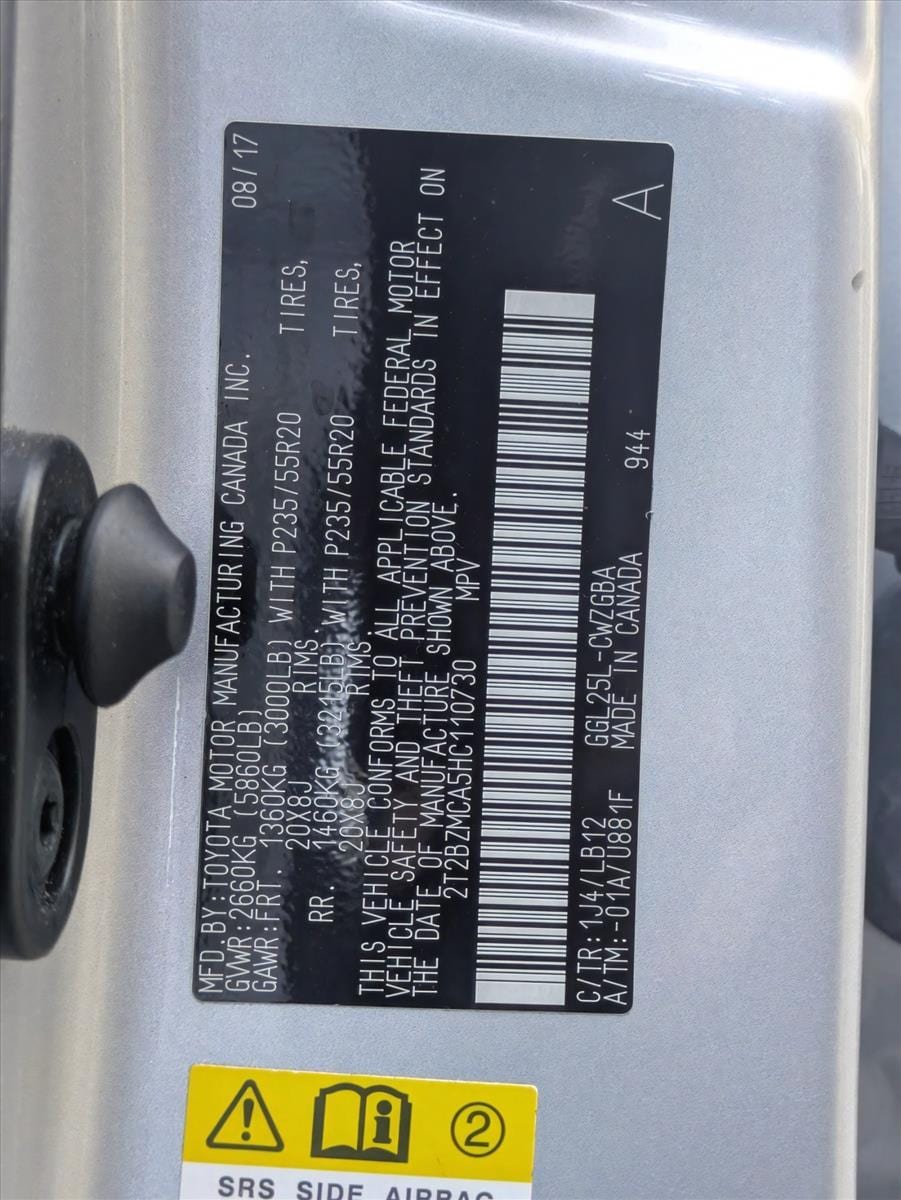 MFD.BY:TOYOTA MOTOR MANUFACTURING CANADA INC. 08/17
GVWR:2660KG (5860LB)
GAWR:FRT. 1360KG (3000LB) WITH P235/55R20 TIRES,
20X8J RIMS.
RR. 1460KG (3215LB) WITH P235/55R20 TIRES,
20X8J RIMS.
THIS VEHICLE CONFORMS TO ALL APPLICABLE FEDERAL MOTOR
VEHICLE SAFETY AND THEFT PREVENTION STANDARDS IN EFFECT ON
THE DATE OF MANUFACTURE SHOWN ABOVE.
2T2BZMCA5HC110730 MPV
C/TR:1J4/LB12 GGL25L-CWZGBA
A/TM:-01A/U881F MADE IN CANADA 944 A
2
SRS SIDE AIRBAG